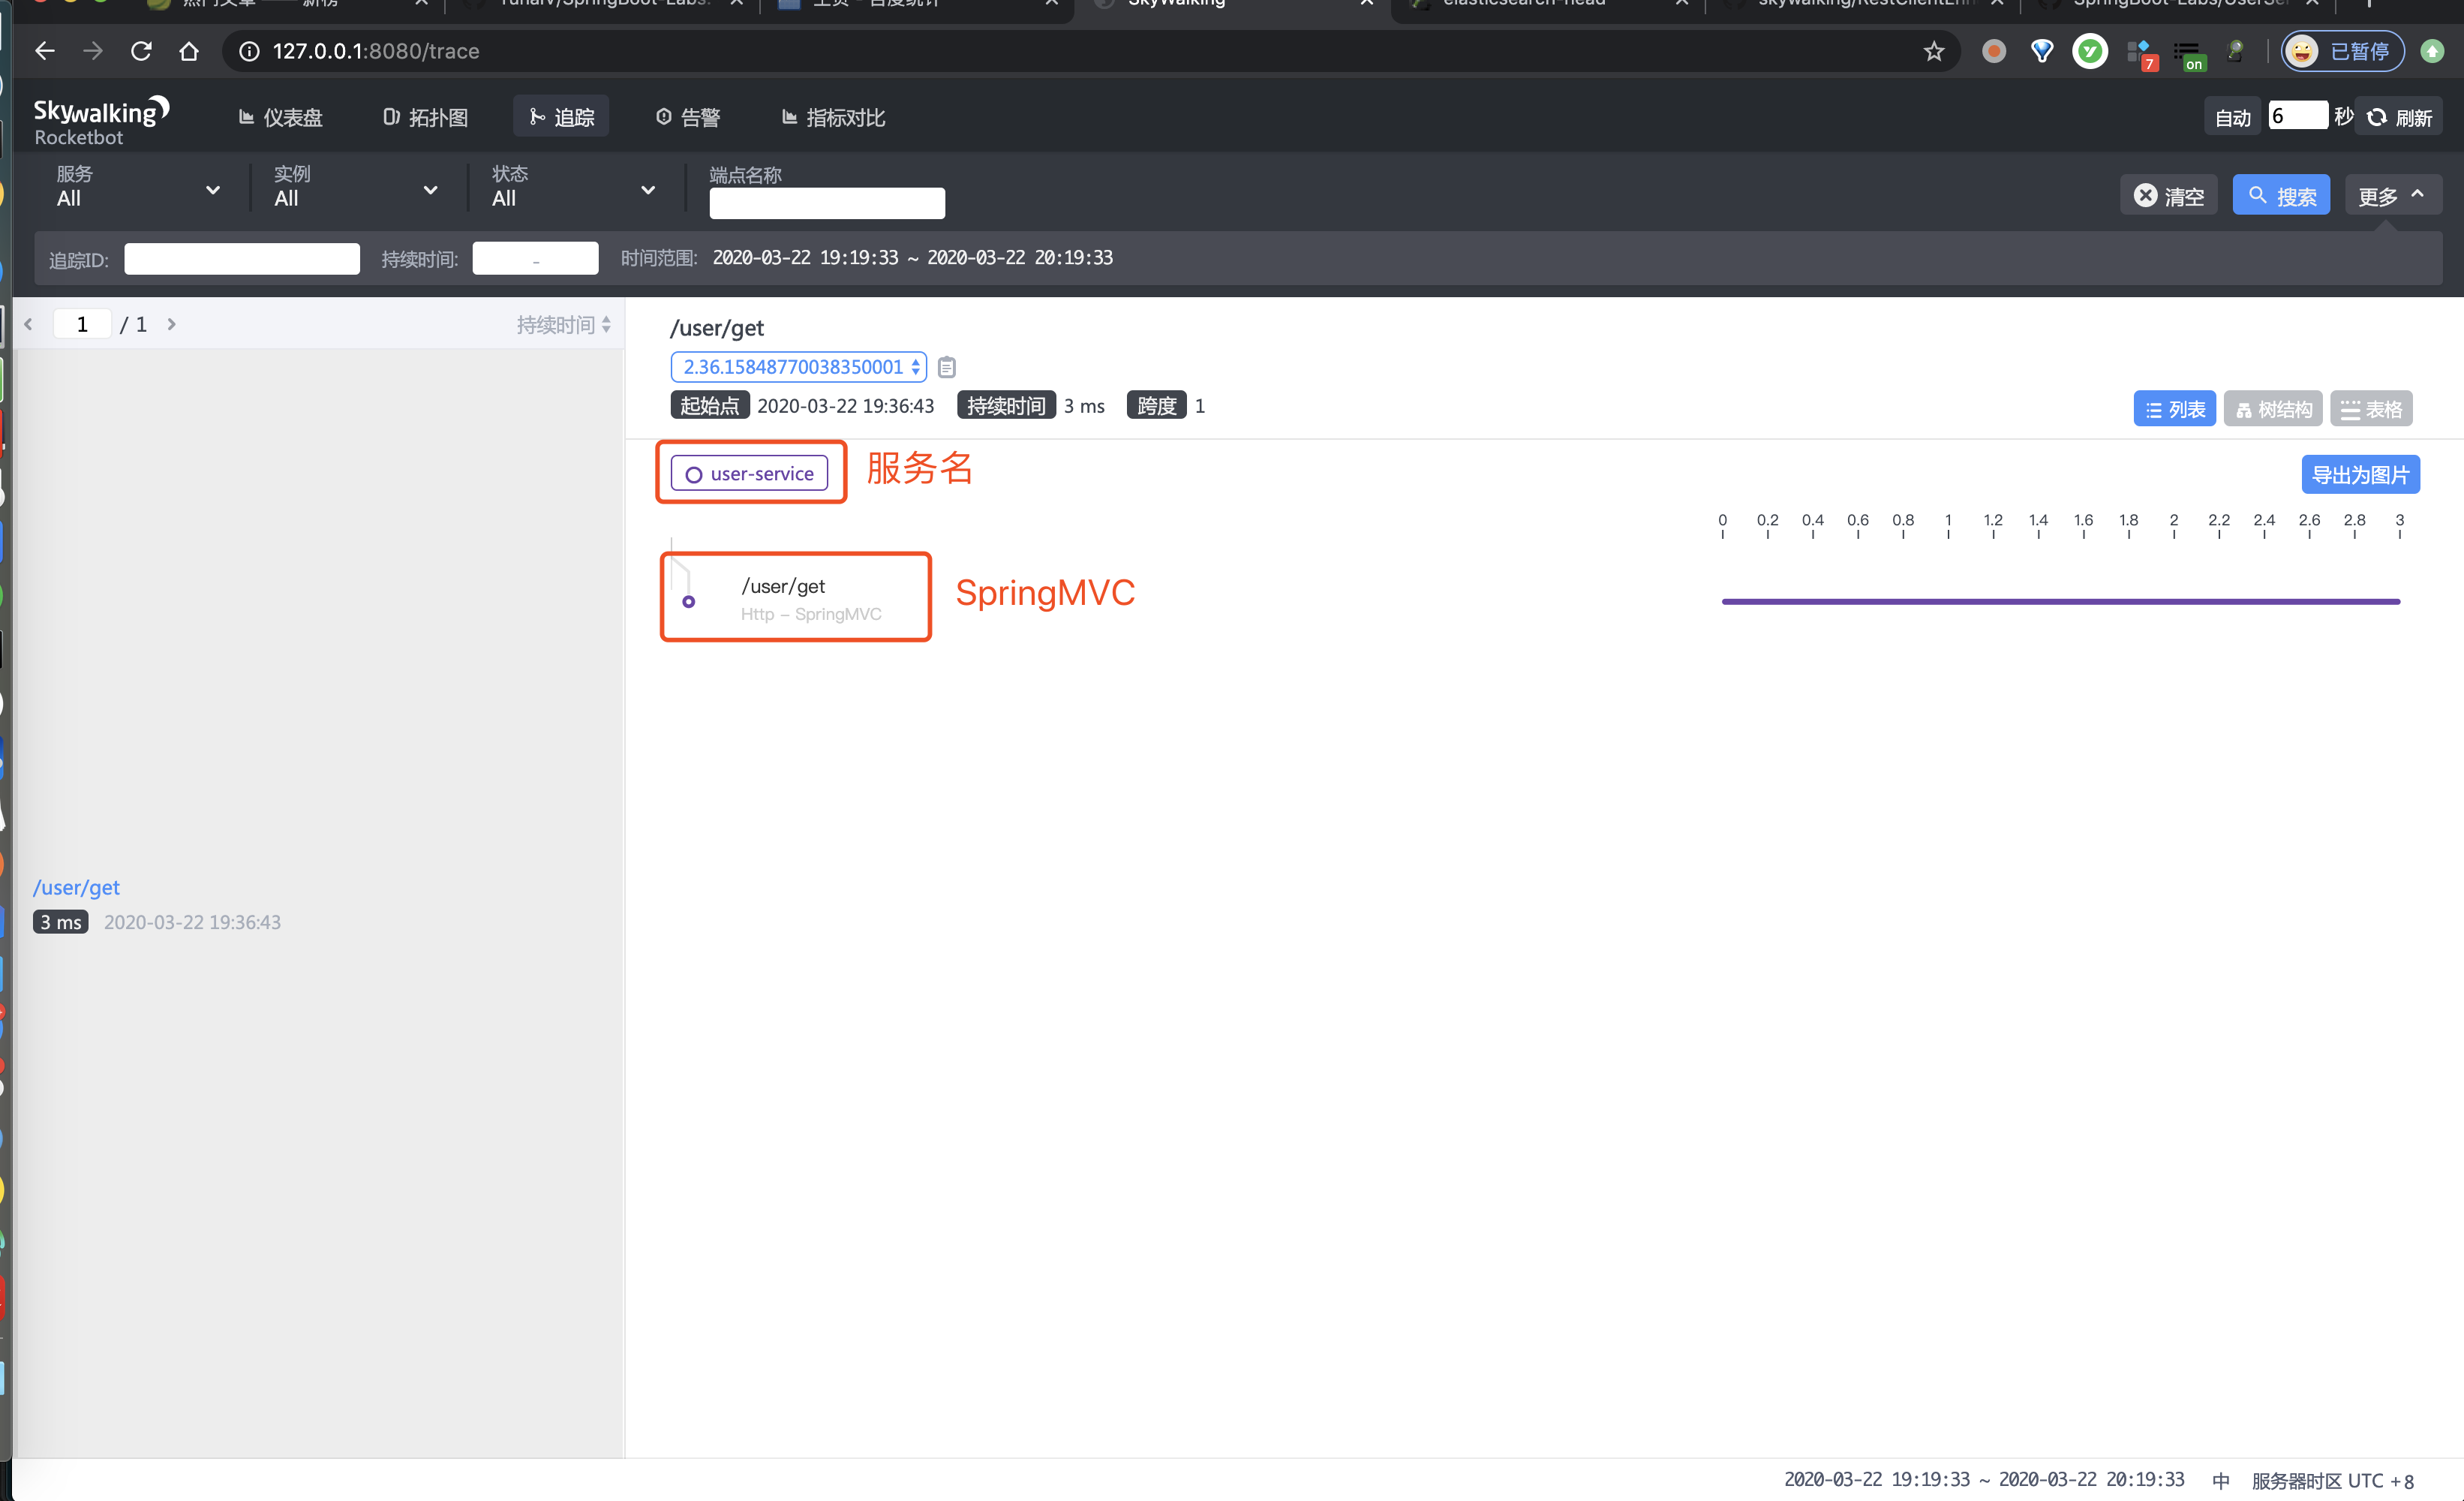 127.0.0.1:8080/trace
7
on
已暂停
Skywalking
Rocketbot
仪表盘
拓扑图
追踪
告警
指标对比
自动
6
秒
刷新
服务
All
实例
All
状态
All
端点名称
清空
搜索
更多
追踪ID:
持续时间:
-
时间范围:
2020-03-22 19:19:33 ~ 2020-03-22 20:19:33
1
/ 1
持续时间
/user/get
2.36.15848770038350001
起始点 2020-03-22 19:36:43 持续时间 3 ms 跨度 1
列表
树结构
表格
user-service
服务名
导出为图片
0 0.2 0.4 0.6 0.8 1 1.2 1.4 1.6 1.8 2 2.2 2.4 2.6 2.8 3
/user/get
Http – SpringMVC
SpringMVC
/user/get
3 ms 2020-03-22 19:36:43
2020-03-22 19:19:33 ~ 2020-03-22 20:19:33 中 服务器时区 UTC +8